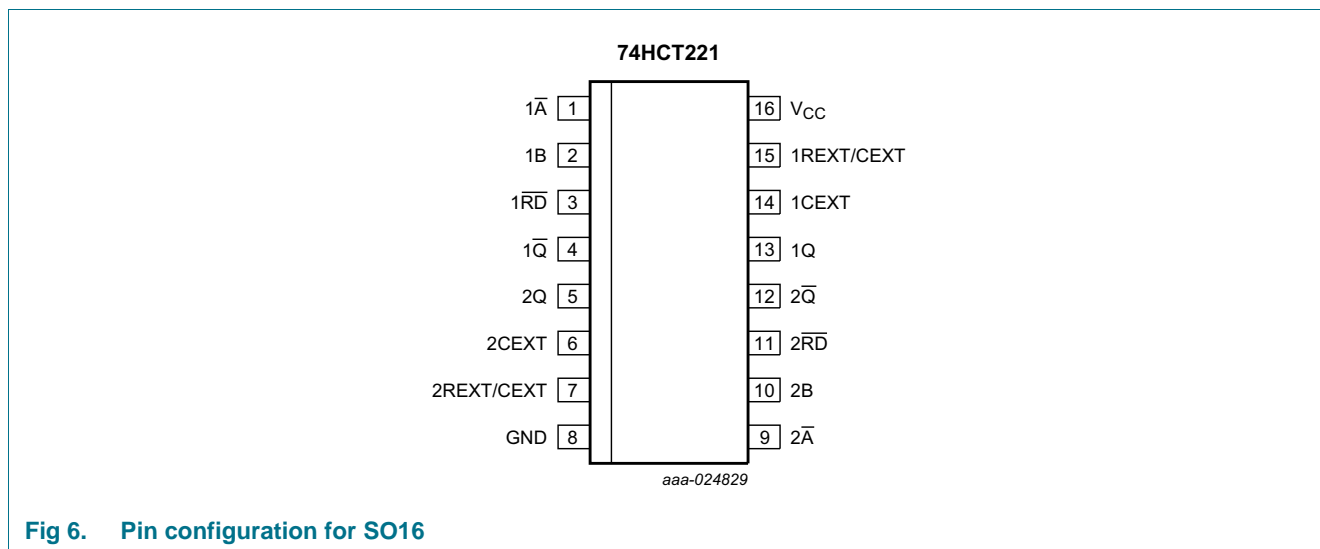 74HCT221
1A̅ 1 16 VCC
1B 2 15 1REXT/CEXT
1R̅D̅ 3 14 1CEXT
1Q̅ 4 13 1Q
2Q 5 12 2Q̅
2CEXT 6 11 2R̅D̅
2REXT/CEXT 7 10 2B
GND 8 9 2A̅
aaa-024829
Fig 6. Pin configuration for SO16